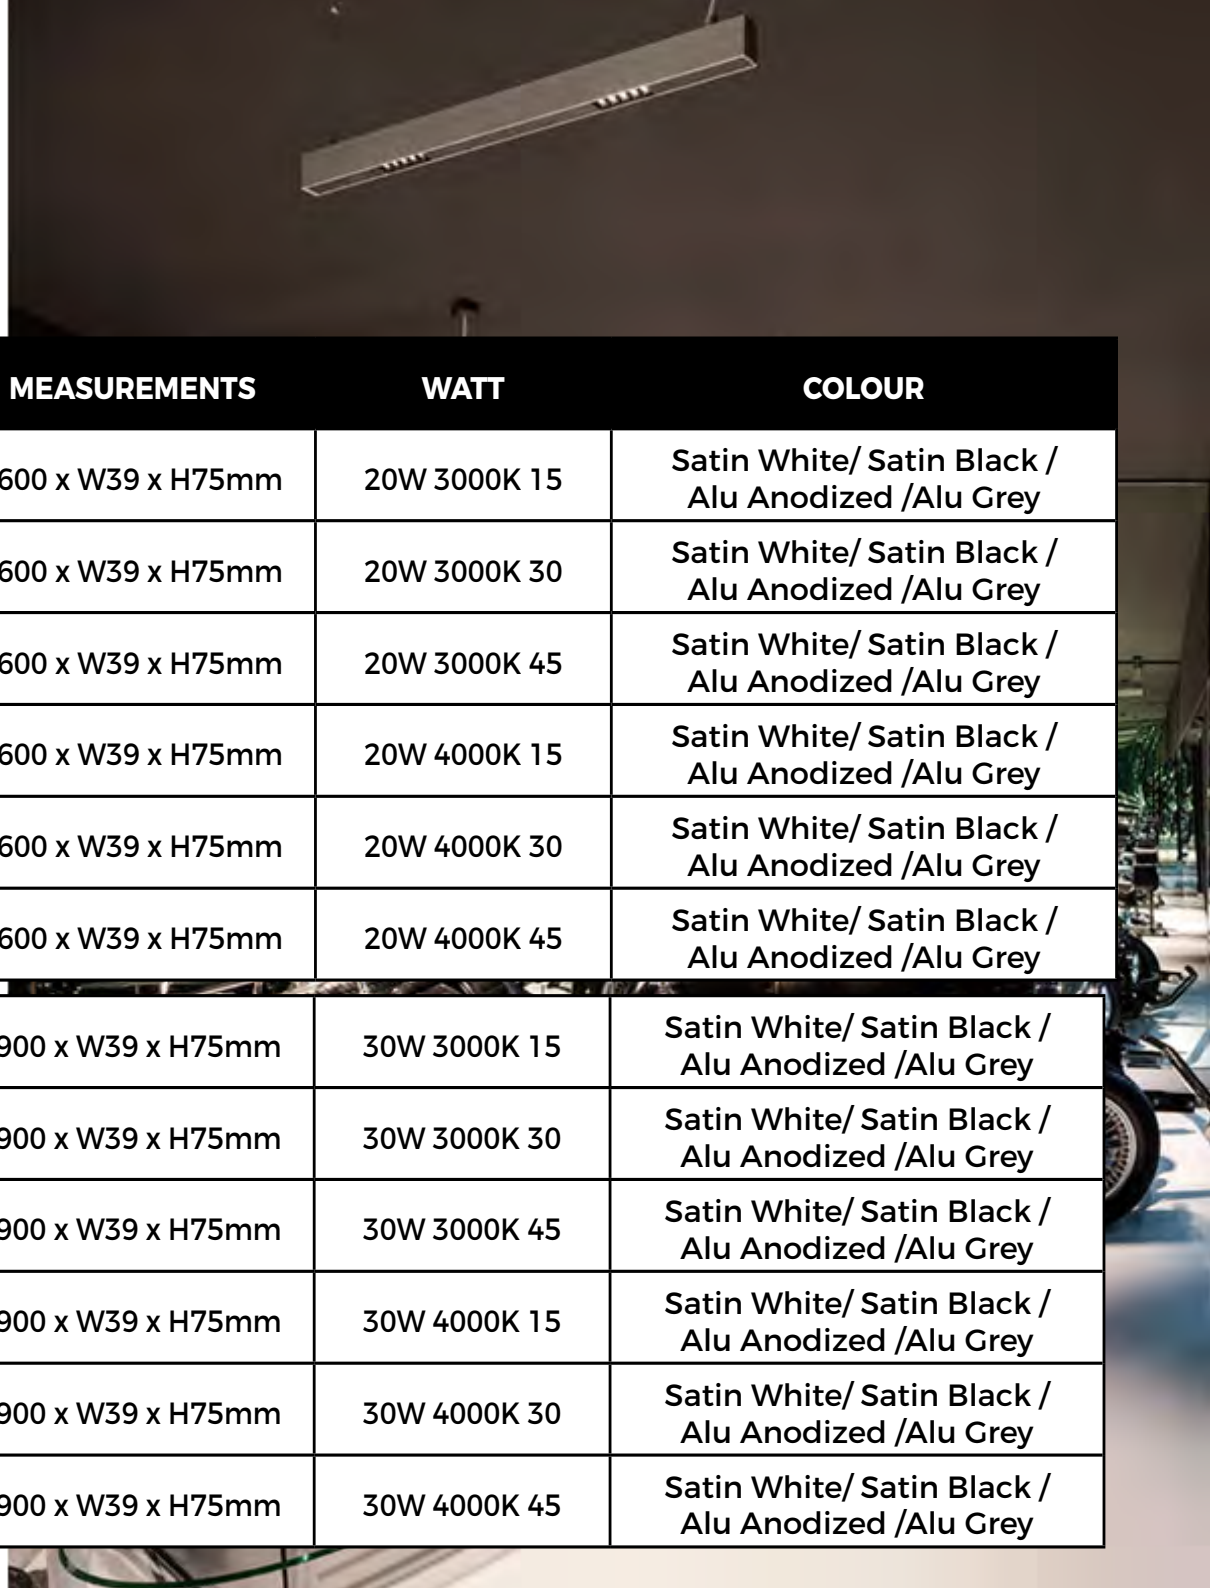 MEASUREMENTS WATT COLOUR
600 x W39 x H75mm 20W 3000K 15 Satin White/ Satin Black /
Alu Anodized /Alu Grey
600 x W39 x H75mm 20W 3000K 30 Satin White/ Satin Black /
Alu Anodized /Alu Grey
600 x W39 x H75mm 20W 3000K 45 Satin White/ Satin Black /
Alu Anodized /Alu Grey
600 x W39 x H75mm 20W 4000K 15 Satin White/ Satin Black /
Alu Anodized /Alu Grey
600 x W39 x H75mm 20W 4000K 30 Satin White/ Satin Black /
Alu Anodized /Alu Grey
600 x W39 x H75mm 20W 4000K 45 Satin White/ Satin Black /
Alu Anodized /Alu Grey
900 x W39 x H75mm 30W 3000K 15 Satin White/ Satin Black /
Alu Anodized /Alu Grey
900 x W39 x H75mm 30W 3000K 30 Satin White/ Satin Black /
Alu Anodized /Alu Grey
900 x W39 x H75mm 30W 3000K 45 Satin White/ Satin Black /
Alu Anodized /Alu Grey
900 x W39 x H75mm 30W 4000K 15 Satin White/ Satin Black /
Alu Anodized /Alu Grey
900 x W39 x H75mm 30W 4000K 30 Satin White/ Satin Black /
Alu Anodized /Alu Grey
900 x W39 x H75mm 30W 4000K 45 Satin White/ Satin Black /
Alu Anodized /Alu Grey